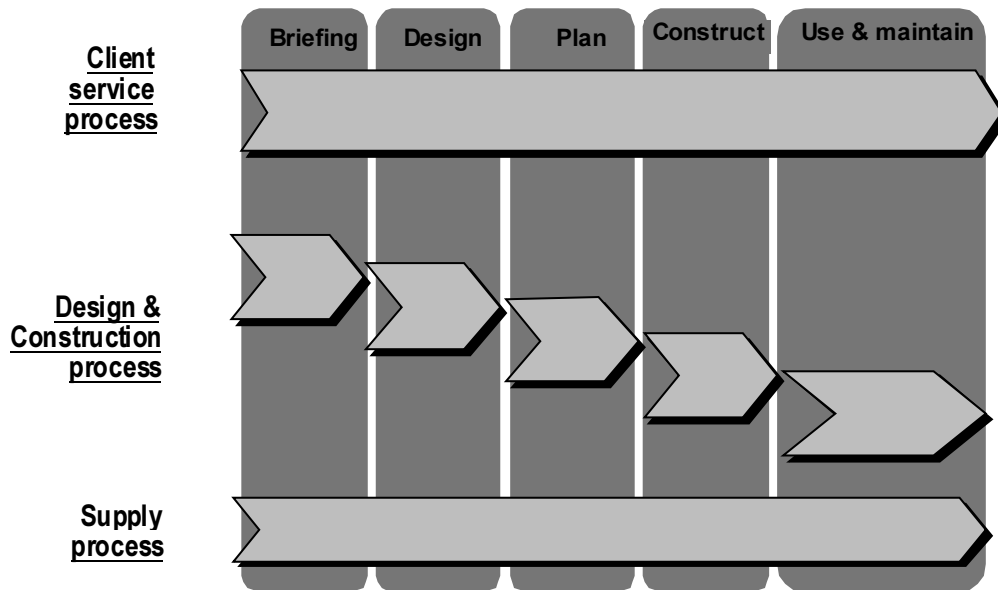 Briefing
Design
Plan
Construct
Use & maintain
Client
service
process
Design &
Construction
process
Supply
process